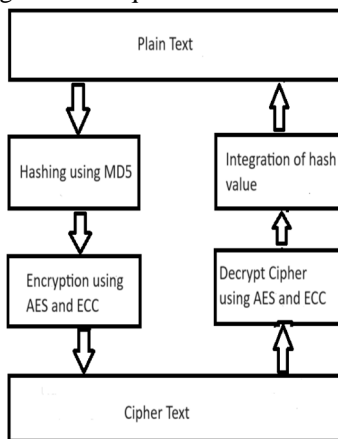 Plain Text
Hashing using MD5
Integration of hash
value
Encryption using
AES and ECC
Decrypt Cipher
using AES and ECC
Cipher Text